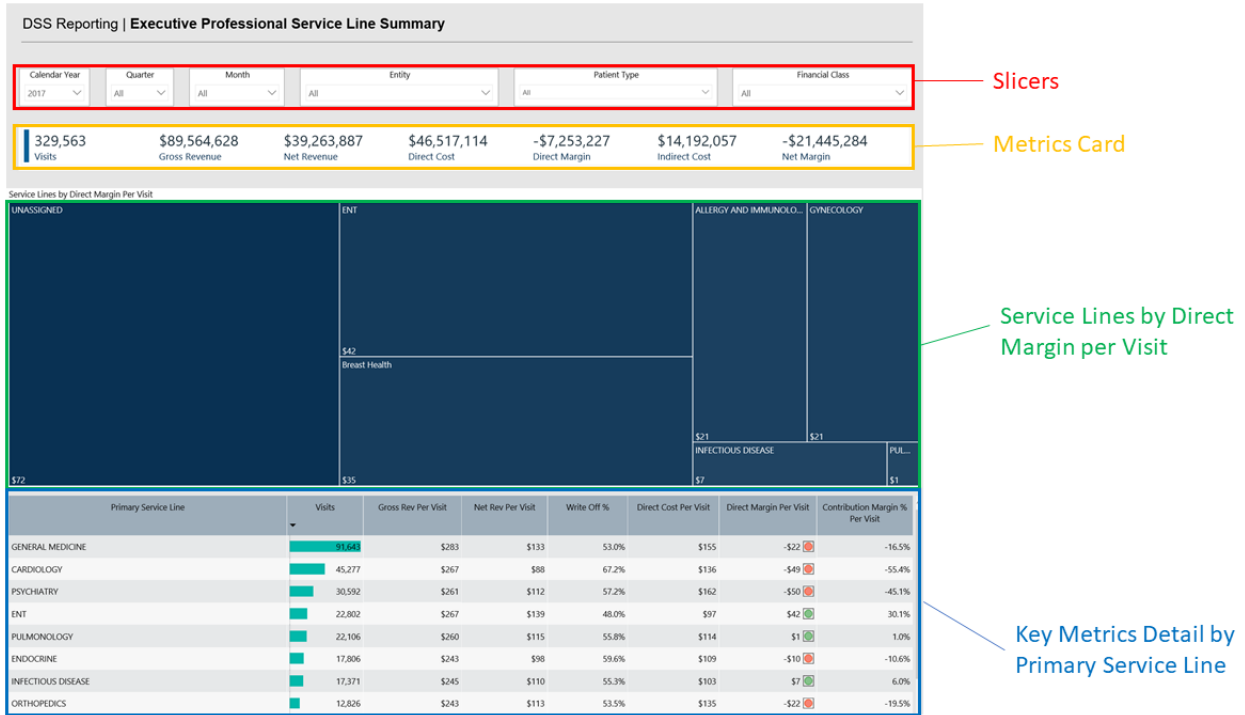 DSS Reporting | Executive Professional Service Line Summary
Calendar Year Quarter Month Entity Patient Type Financial Class
2017 All All All All All
Slicers
329,563 $89,564,628 $39,263,887 $46,517,114 -$7,253,227 $14,192,057 -$21,445,284
Visits Gross Revenue Net Revenue Direct Cost Direct Margin Indirect Cost Net Margin
Metrics Card
Service Lines by Direct Margin Per Visit
UNASSIGNED ENT ALLERGY AND IMMUNOLO... GYNECOLOGY
$42
Breast Health
$21 $21
INFECTIOUS DISEASE PUL...
$72 $35 $7 $1
Service Lines by Direct
Margin per Visit
Primary Service Line Visits Gross Rev Per Visit Net Rev Per Visit Write Off % Direct Cost Per Visit Direct Margin Per Visit Contribution Margin %
Per Visit
GENERAL MEDICINE 91,643 $283 $133 53.0% $155 -$22 -16.5%
CARDIOLOGY 45,277 $267 $88 67.2% $136 -$49 -55.4%
PSYCHIATRY 30,592 $261 $112 57.2% $162 -$50 -45.1%
ENT 22,802 $267 $139 48.0% $97 $42 30.1%
PULMONOLOGY 22,106 $260 $115 55.8% $114 $1 1.0%
ENDOCRINE 17,806 $243 $98 59.6% $109 -$10 -10.6%
INFECTIOUS DISEASE 17,371 $245 $110 55.3% $103 $7 6.0%
ORTHOPEDICS 12,826 $243 $113 53.5% $135 -$22 -19.5%
Key Metrics Detail by
Primary Service Line